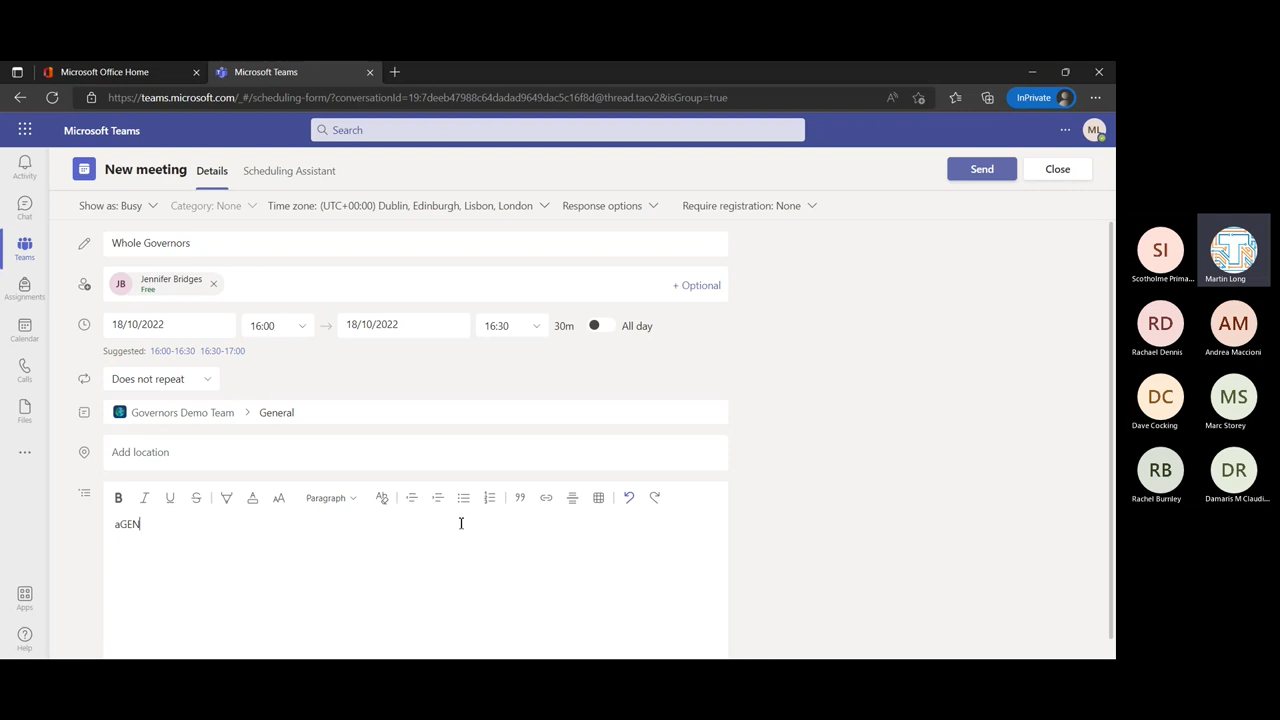 Microsoft Office Home
Microsoft Teams
https://teams.microsoft.com/_#/scheduling-form/?conversationId=19:7deeb47988c64dadad9649dac5c16f8d@thread.tacv2&isGroup=true
InPrivate
Microsoft Teams
Search
ML
Activity
Chat
Teams
Assignments
Calendar
Calls
Files
Apps
Help
New meeting
Details
Scheduling Assistant
Send
Close
Show as: Busy
Category: None
Time zone: (UTC+00:00) Dublin, Edinburgh, Lisbon, London
Response options
Require registration: None
Whole Governors
JB
Jennifer Bridges
Free
+ Optional
18/10/2022
16:00
18/10/2022
16:30
30m
All day
Suggested: 16:00-16:30 16:30-17:00
Does not repeat
Governors Demo Team > General
Add location
Paragraph
aGEN
SI
Scotholme Prima...
Martin Long
RD
Rachael Dennis
AM
Andrea Maccioni
DC
Dave Cocking
MS
Marc Storey
RB
Rachel Burnley
DR
Damaris M Claudi...